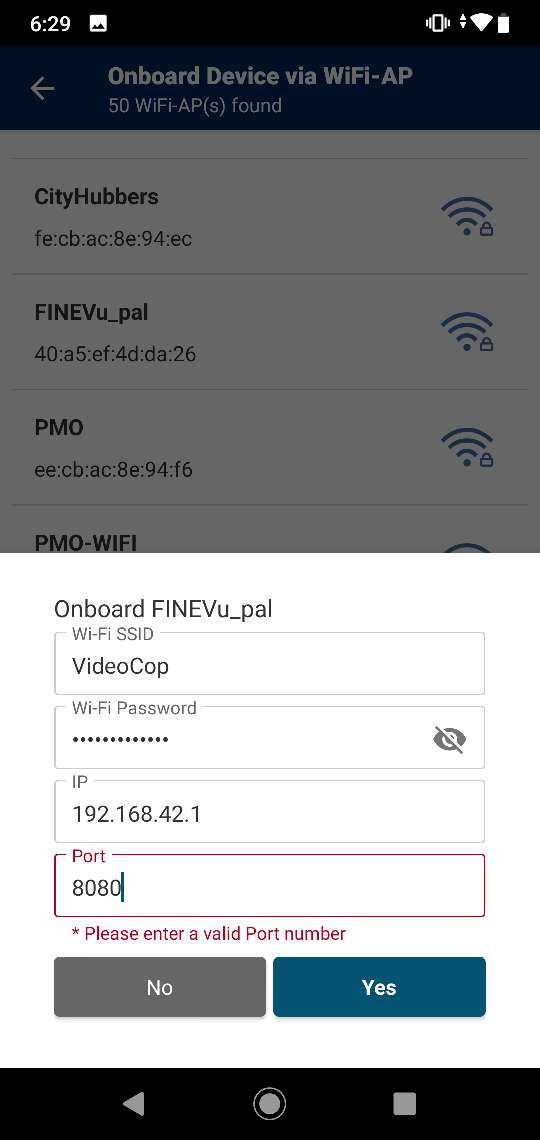 6:29
Onboard Device via WiFi-AP
50 WiFi-AP(s) found
CityHubbers
fe:cb:ac:8e:94:ec
FINEVu_pal
40:a5:ef:4d:da:26
PMO
ee:cb:ac:8e:94:f6
PMO-WIFI
Onboard FINEVu_pal
Wi-Fi SSID
VideoCop
Wi-Fi Password
•••••••••••••
IP
192.168.42.1
Port
8080
* Please enter a valid Port number
No Yes